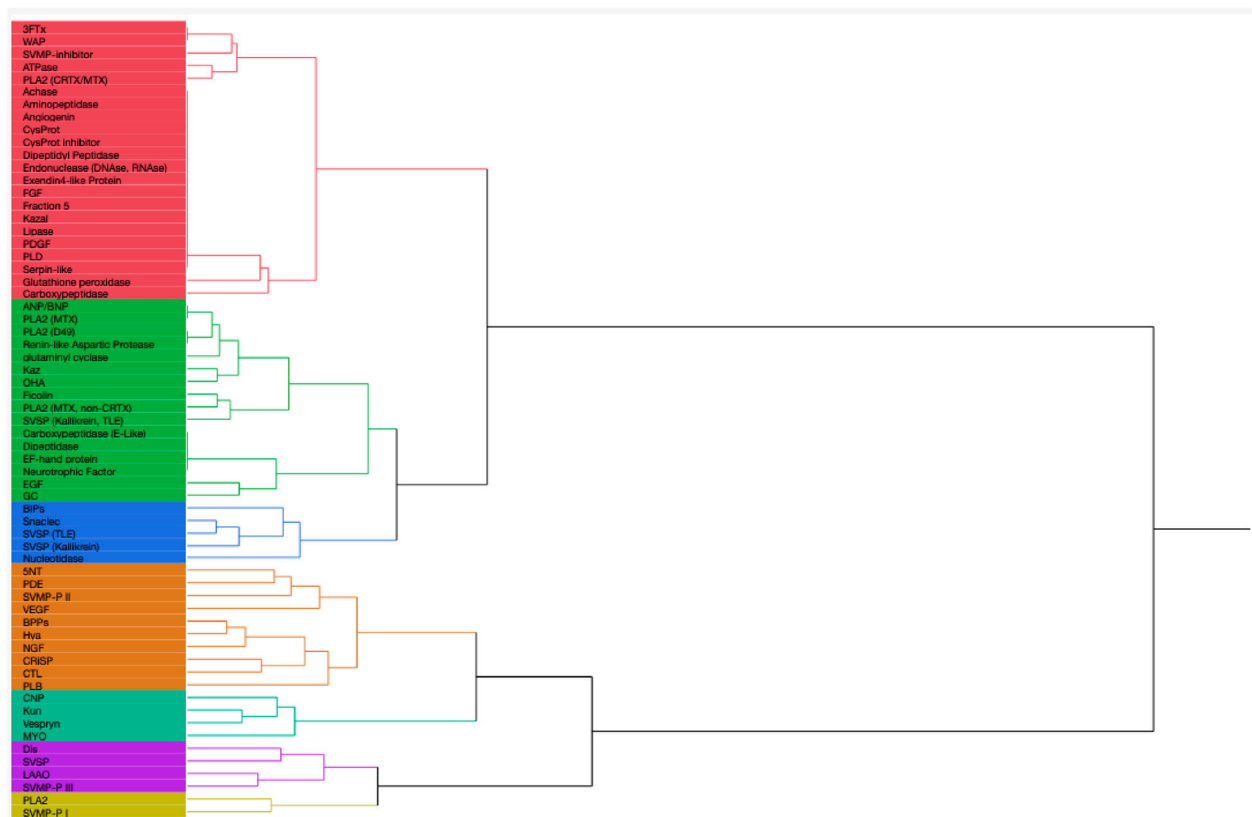 3FTx
WAP
SVMP-inhibitor
ATPase
PLA2 (CRTX/MTX)
Achase
Aminopeptidase
Angiogenin
CysProt
CysProt inhibitor
Dipeptidyl Peptidase
Endonuclease (DNAse, RNAse)
Exendin4-like Protein
FGF
Fraction 5
Kazal
Lipase
PDGF
PLD
Serpin-like
Glutathione peroxidase
Carboxypeptidase
ANP/BNP
PLA2 (MTX)
PLA2 (D49)
Renin-like Aspartic Protease
glutaminyl cyclase
Kaz
OHA
Ficolin
PLA2 (MTX, non-CRTX)
SVSP (Kallikrein, TLE)
Carboxypeptidase (E-Like)
Dipeptidase
EF-hand protein
Neurotrophic Factor
EGF
GC
BIPs
Snaclec
SVSP (TLE)
SVSP (Kallikrein)
Nucleotidase
5NT
PDE
SVMP-P II
VEGF
BPPs
Hya
NGF
CRiSP
CTL
PLB
CNP
Kun
Vespryn
MYO
Dis
SVSP
LAAO
SVMP-P III
PLA2
SVMP-P I